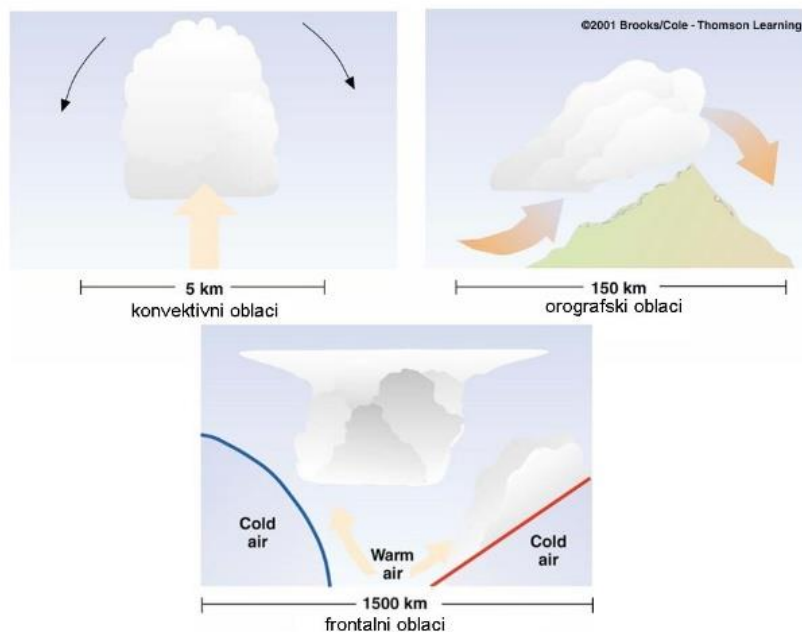 ©2001 Brooks/Cole - Thomson Learning
5 km
konvektivni oblaci
150 km
orografski oblaci
Cold
air
Warm
air
Cold
air
1500 km
frontalni oblaci